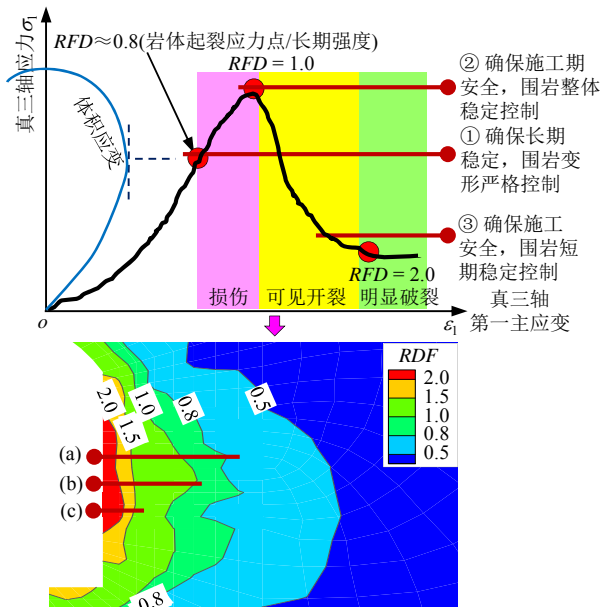 真三轴应力σ1
RFD≈0.8(岩体起裂应力点/长期强度)
RFD = 1.0
体积应变
② 确保施工期
安全，围岩整体
稳定控制
① 确保长期
稳定，围岩变
形严格控制
③ 确保施工
安全，围岩短
期稳定控制
RFD = 2.0
损伤
可见开裂
明显破裂
o
ε1
真三轴
第一主应变
RDF
2.0
1.5
1.0
0.8
0.5
2.0
1.5
1.0
0.8
0.5
(a)
(b)
(c)
0.8